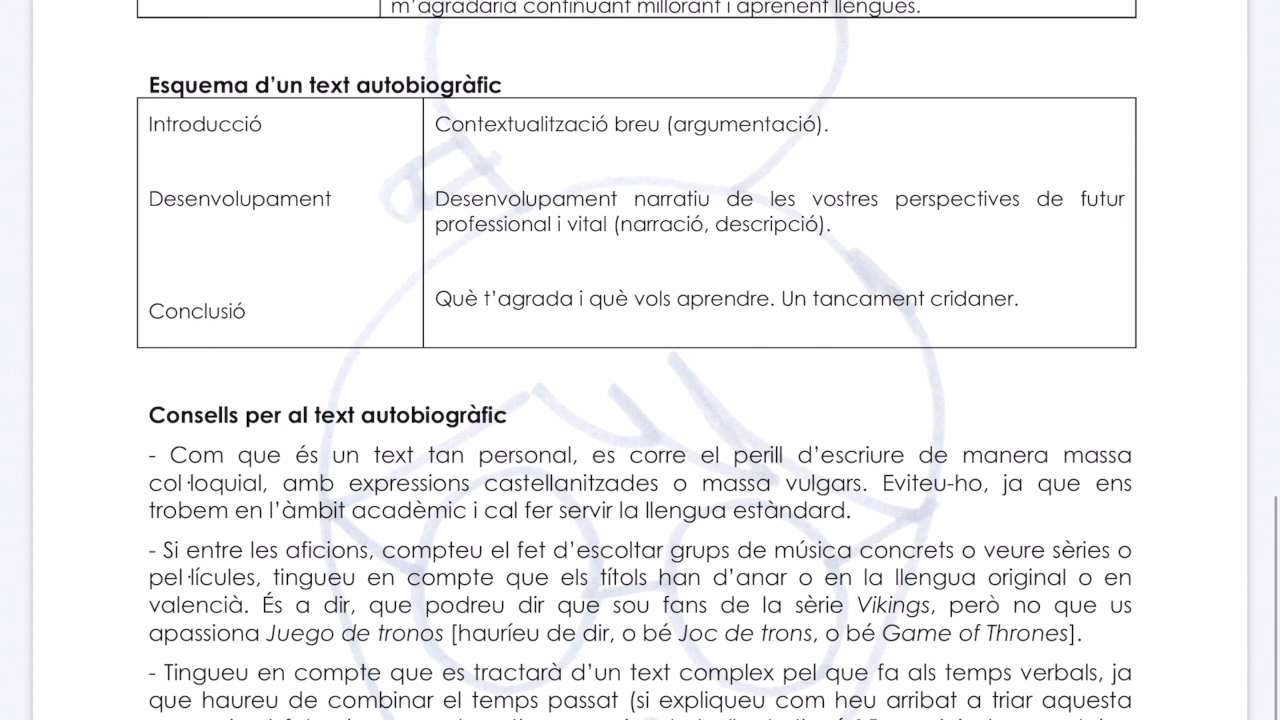 m’agradaria continuant millorant i aprenent llengües.
Esquema d’un text autobiogràfic
Introducció
Contextualització breu (argumentació).
Desenvolupament
Desenvolupament narratiu de les vostres perspectives de futur
professional i vital (narració, descripció).
Conclusió
Què t’agrada i què vols aprendre. Un tancament cridaner.
Consells per al text autobiogràfic
- Com que és un text tan personal, es corre el perill d’escriure de manera massa
col·loquial, amb expressions castellanitzades o massa vulgars. Eviteu-ho, ja que ens
trobem en l’àmbit acadèmic i cal fer servir la llengua estàndard.
- Si entre les aficions, compteu el fet d’escoltar grups de música concrets o veure sèries o
pel·lícules, tingueu en compte que els títols han d’anar o en la llengua original o en
valencià. És a dir, que podreu dir que sou fans de la sèrie Vikings, però no que us
apassiona Juego de tronos [hauríeu de dir, o bé Joc de trons, o bé Game of Thrones].
- Tingueu en compte que es tractarà d’un text complex pel que fa als temps verbals, ja
que haureu de combinar el temps passat (si expliqueu com heu arribat a triar aquesta